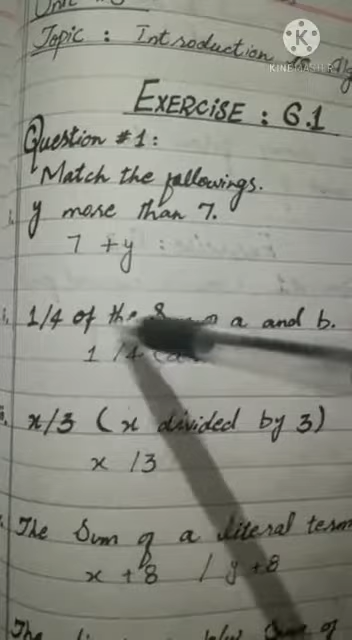 Topic : Introduction
K
KINEMASTER
EXERCISE : 6.1
Question #1:
Match the followings.
y more than 7.
7 + y
1/4 of the a and b.
1 /4
x/3 (x divided by 3)
x /3
The Sum of a literal term
x + 8 / y + 8
of